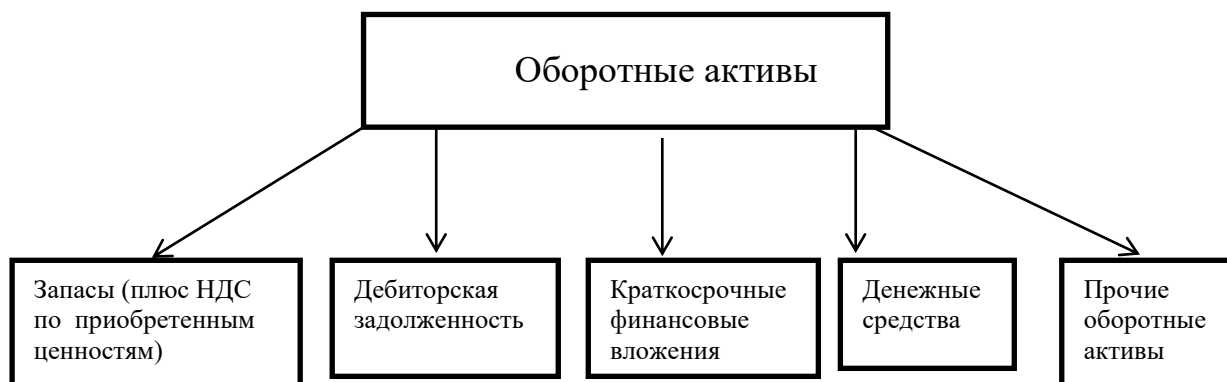 Оборотные активы
Запасы (плюс НДС
по приобретенным
ценностям)
Дебиторская
задолженность
Краткосрочные
финансовые
вложения
Денежные
средства
Прочие
оборотные
активы